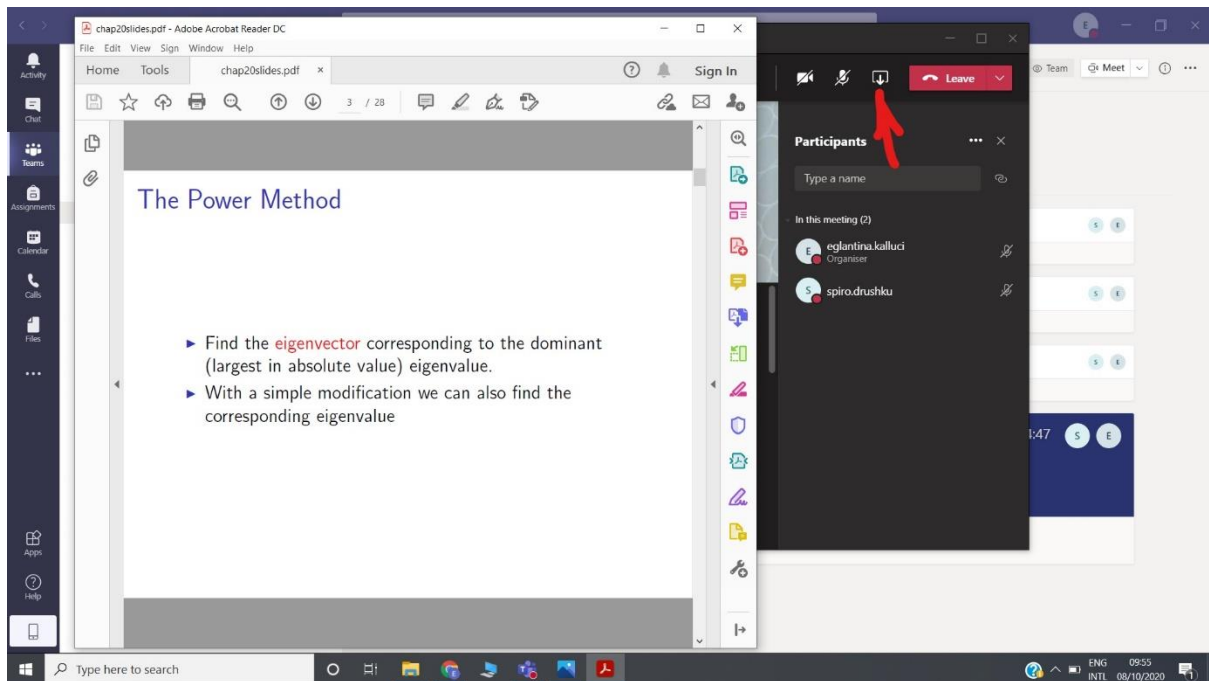 chap20slides.pdf - Adobe Acrobat Reader DC
File Edit View Sign Window Help
Home Tools chap20slides.pdf × Sign In
3 / 28
The Power Method
Find the eigenvector corresponding to the dominant
(largest in absolute value) eigenvalue.
With a simple modification we can also find the
corresponding eigenvalue
Activity
Chat
Teams
Assignments
Calendar
Calls
Files
Apps
Help
E
Team Meet
Leave
Participants
Type a name
In this meeting (2)
E eglantina.kalluci
Organiser
S spiro.drushku
S E
S E
S E
:47 S E
Type here to search
ENG 09:55
INTL 08/10/2020